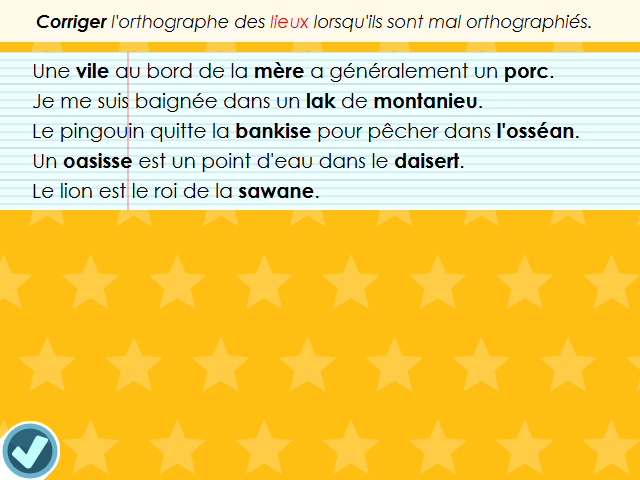 Corriger l'orthographe des lieux lorsqu'ils sont mal orthographiés.
Une vile au bord de la mère a généralement un porc.
Je me suis baignée dans un lak de montanieu.
Le pingouin quitte la bankise pour pêcher dans l'osséan.
Un oasisse est un point d'eau dans le daisert.
Le lion est le roi de la sawane.